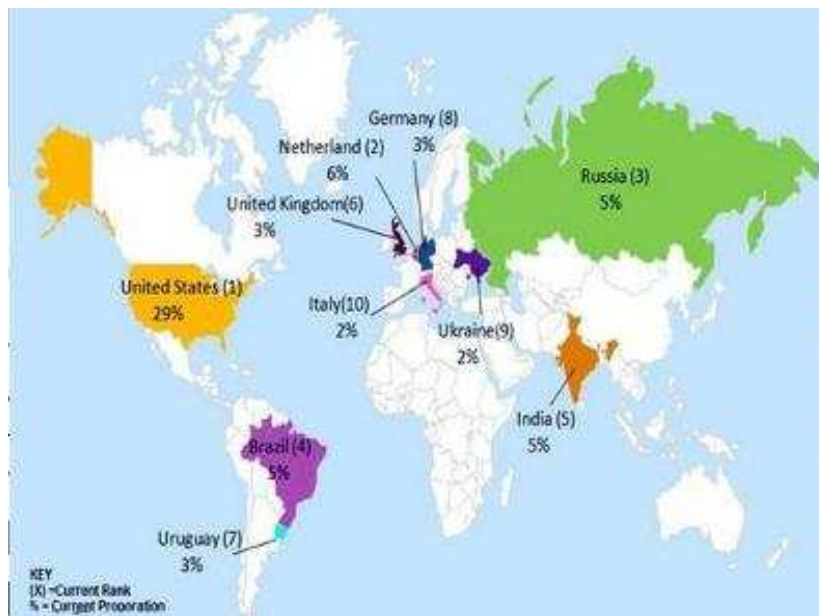 Germany (8)
3%
Netherland (2)
6%
United Kingdom(6)
3%
Russia (3)
5%
United States (1)
29%
Italy(10)
2%
Ukraine(9)
2%
India (5)
5%
Brazil (4)
5%
Uruguay (7)
3%
KEY
(X) =Current Rank
% = Current Proporation